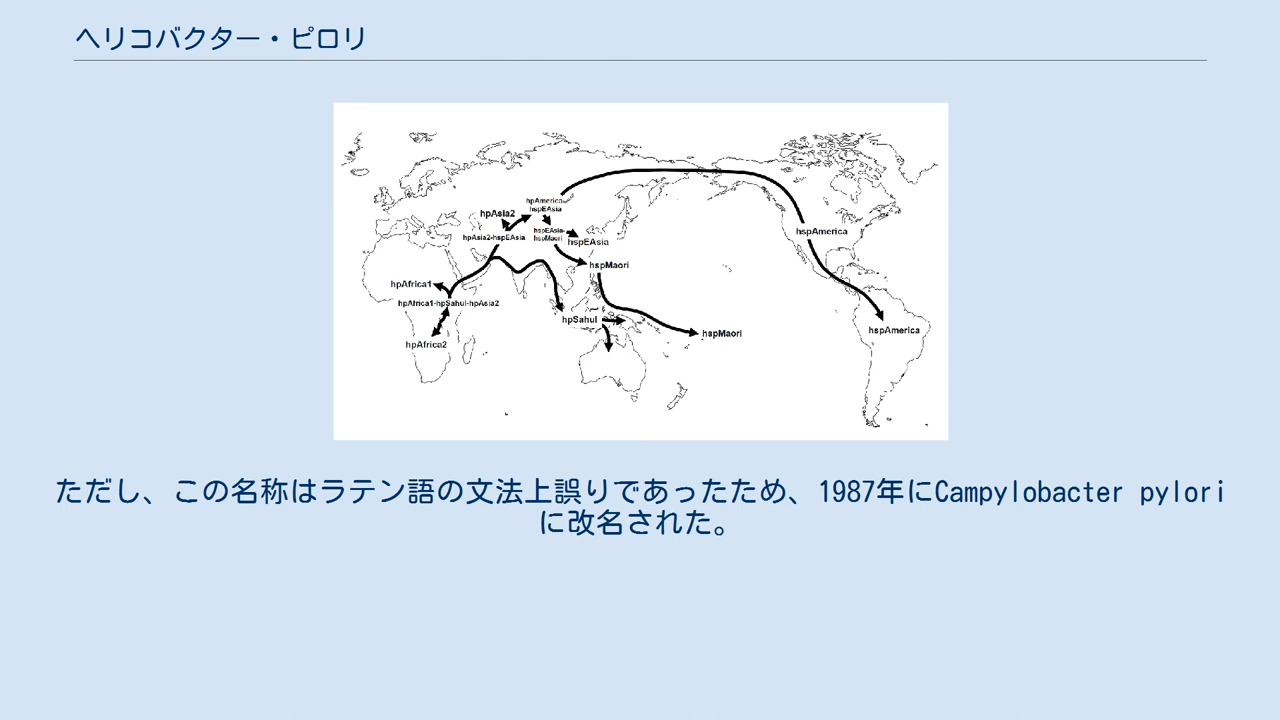 ヘリコバクター・ピロリ
hpAmerica
hspEAsia
hpAsia2
hpAsia2-hspEAsia
hspEAsia-
hspMaori
hspEAsia
hspAmerica
hspMaori
hpAfrica1
hpAfrica1-hpSahul-hpAsia2
hpSahul
hspMaori
hspAmerica
hpAfrica2
ただし、この名称はラテン語の文法上誤りであったため、1987年にCampylobacter pylori
に改名された。